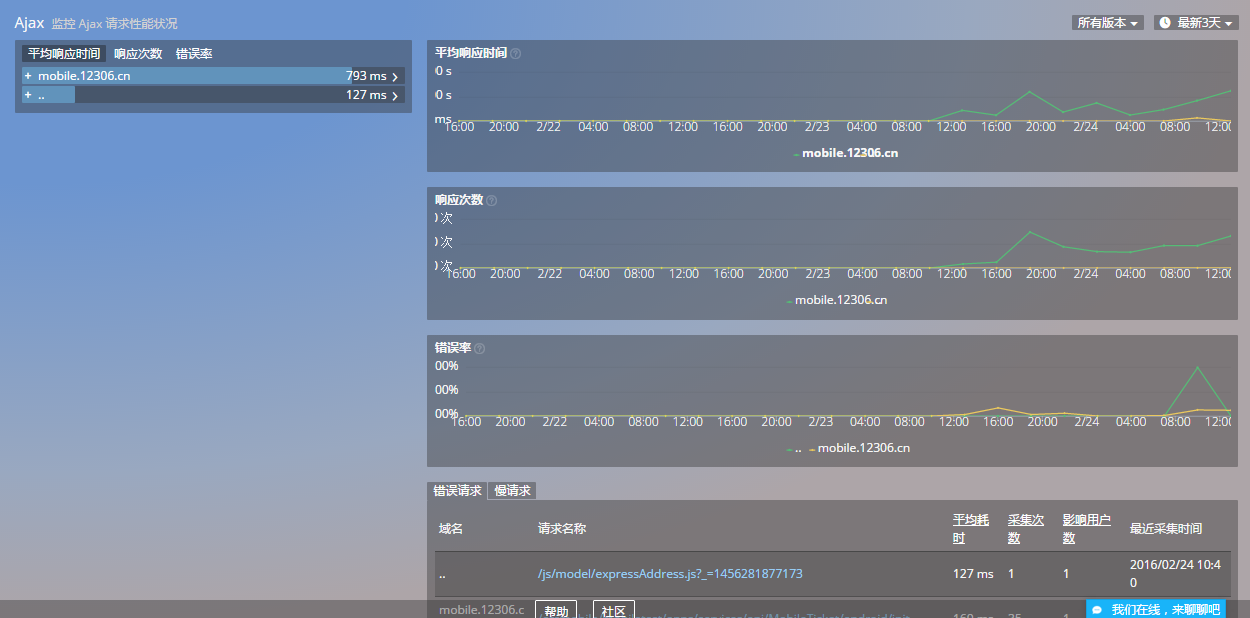 Ajax 监控 Ajax 请求性能状况
所有版本 最新3天
平均响应时间 响应次数 错误率
+ mobile.12306.cn 793 ms
+ .. 127 ms
平均响应时间
0 s
0 s
ms
16:00 20:00 2/22 04:00 08:00 12:00 16:00 20:00 2/23 04:00 08:00 12:00 16:00 20:00 2/24 04:00 08:00 12:00
mobile.12306.cn
响应次数
0 次
0 次
0 次
16:00 20:00 2/22 04:00 08:00 12:00 16:00 20:00 2/23 04:00 08:00 12:00 16:00 20:00 2/24 04:00 08:00 12:00
mobile.12306.cn
错误率
00%
00%
00%
16:00 20:00 2/22 04:00 08:00 12:00 16:00 20:00 2/23 04:00 08:00 12:00 16:00 20:00 2/24 04:00 08:00 12:00
.. mobile.12306.cn
错误请求 慢请求
域名 请求名称 平均耗时 采集次数 影响用户数 最近采集时间
.. /js/model/expressAddress.js?_=1456281877173 127 ms 1 1 2016/02/24 10:40
mobile.12306.c
帮助 社区
我们在线，来聊聊吧